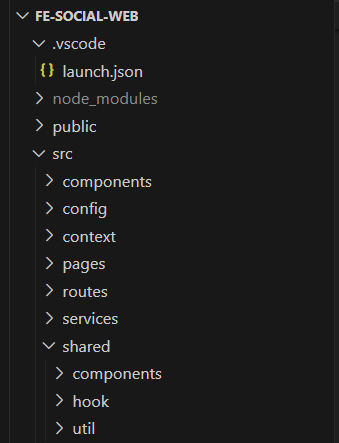 FE-SOCIAL-WEB
.vscode
{} launch.json
node_modules
public
src
components
config
context
pages
routes
services
shared
components
hook
util